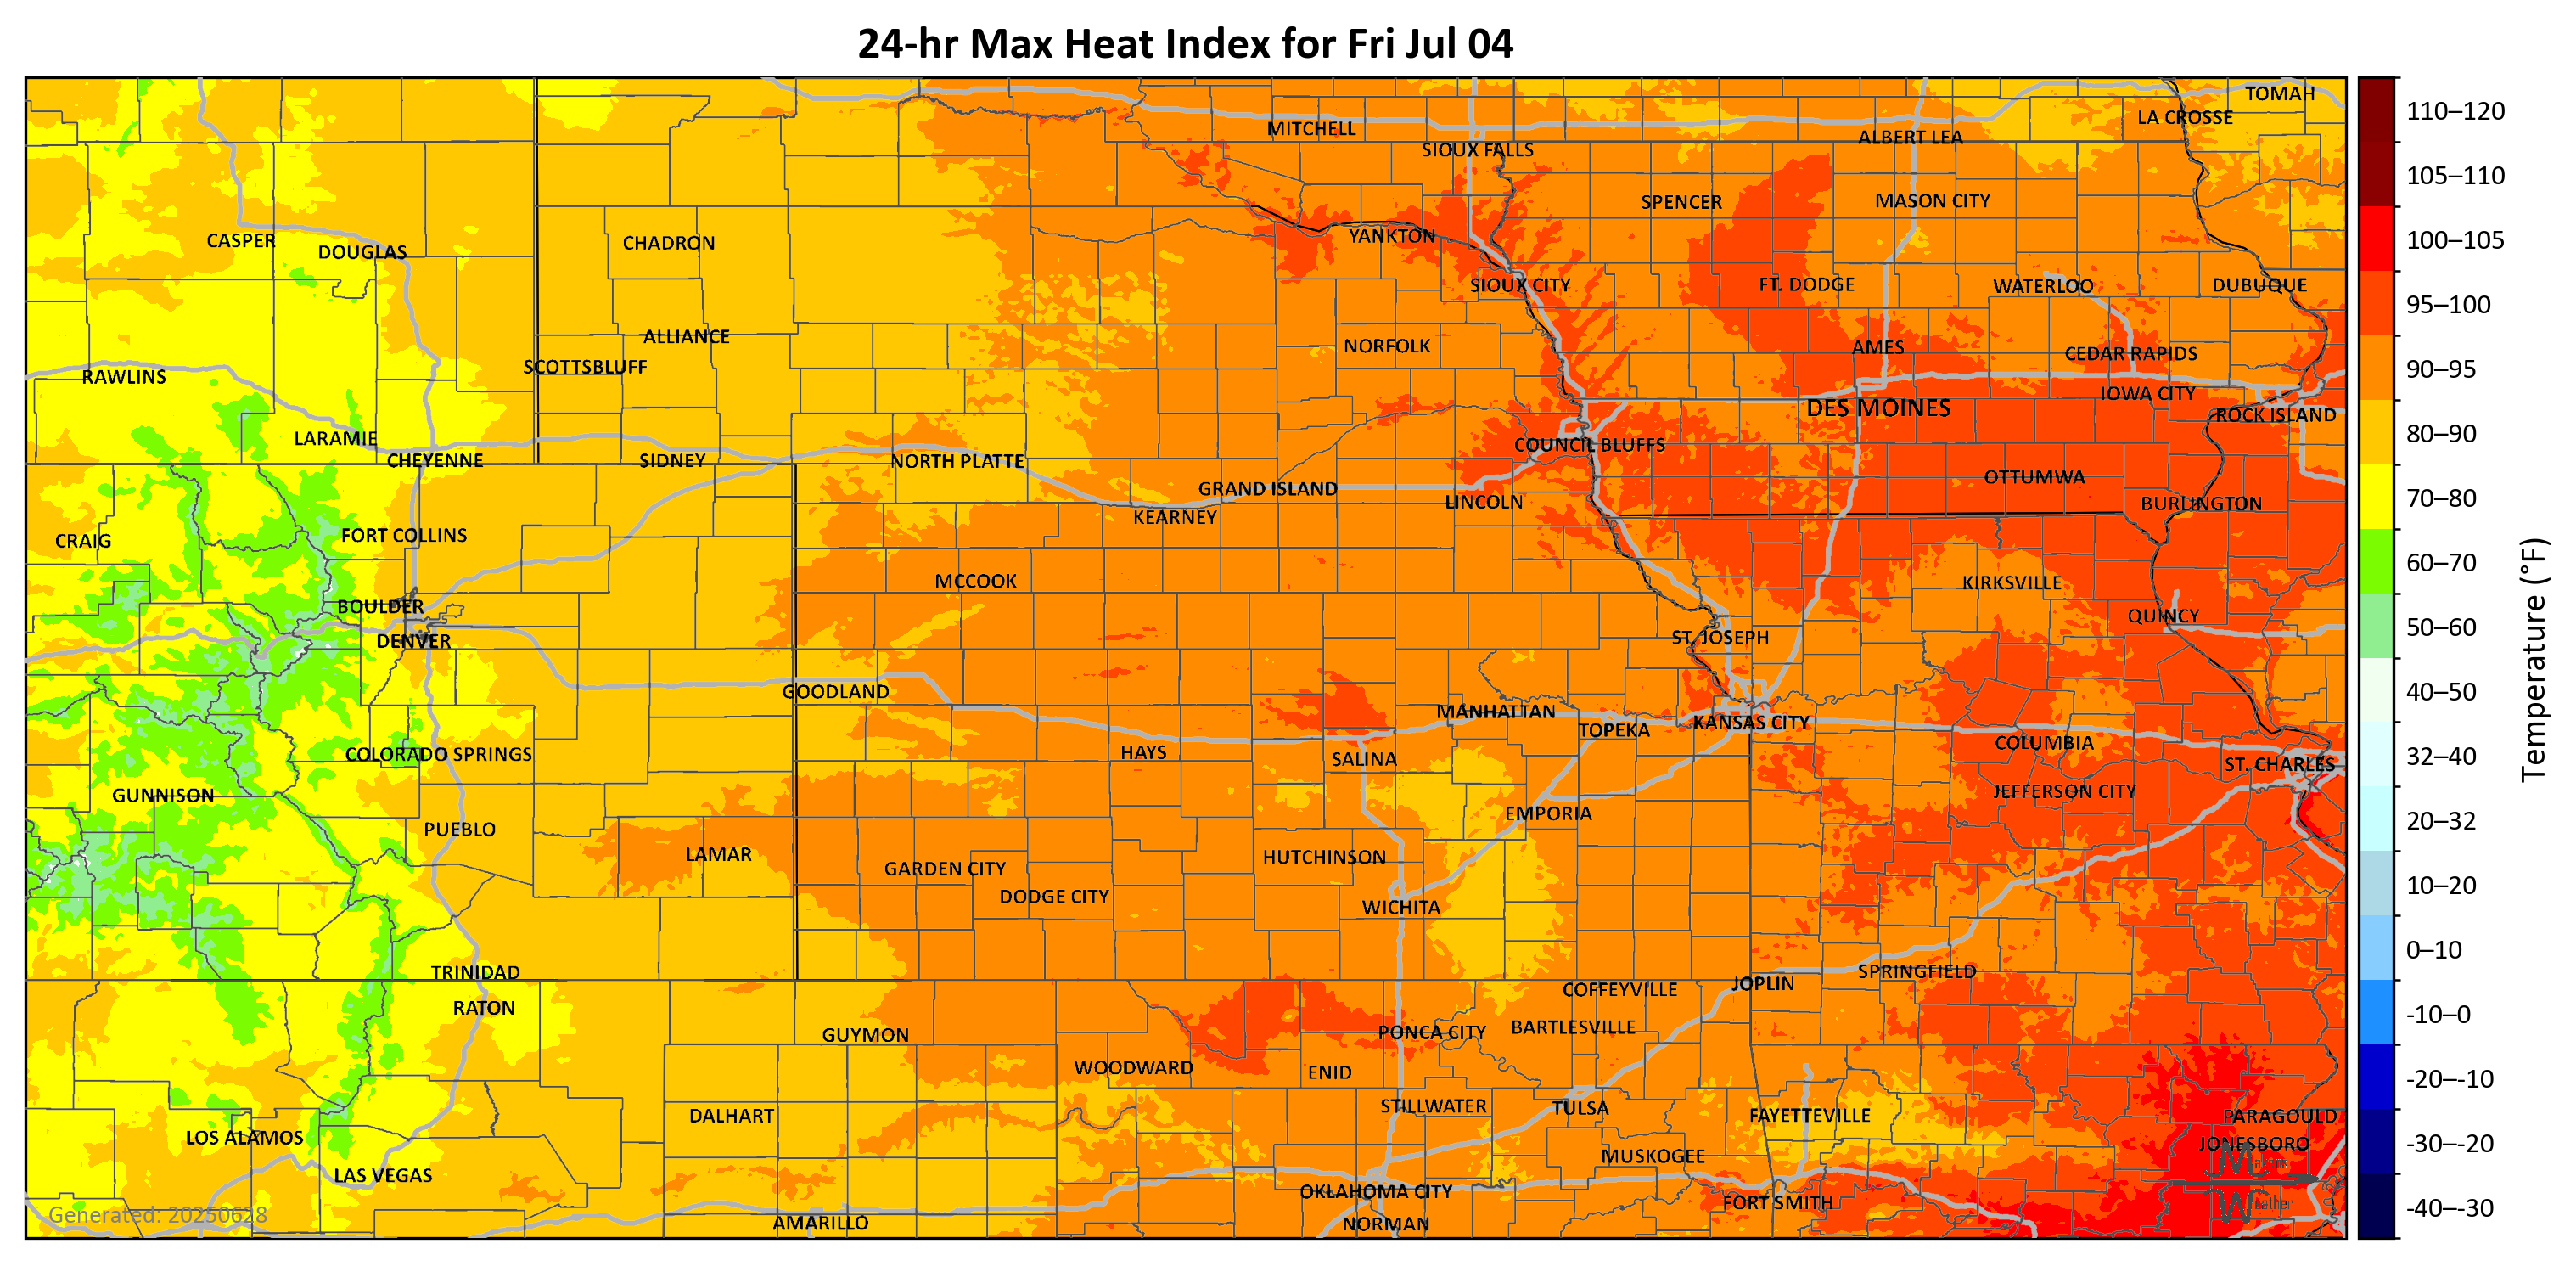 24-hr Max Heat Index for Fri Jul 04
TOMAH
LA CROSSE
MITCHELL
ALBERT LEA
SIOUX FALLS
SPENCER
MASON CITY
CASPER
DOUGLAS
CHADRON
YANKTON
SIOUX CITY
FT. DODGE
WATERLOO
DUBUQUE
ALLIANCE
NORFOLK
AMES
CEDAR RAPIDS
SCOTTSBLUFF
RAWLINS
IOWA CITY
DES MOINES
ROCK ISLAND
LARAMIE
COUNCIL BLUFFS
CHEYENNE
SIDNEY
NORTH PLATTE
OTTUMWA
GRAND ISLAND
LINCOLN
BURLINGTON
KEARNEY
FORT COLLINS
CRAIG
MCCOOK
KIRKSVILLE
BOULDER
QUINCY
DENVER
ST. JOSEPH
GOODLAND
MANHATTAN
KANSAS CITY
TOPEKA
COLUMBIA
COLORADO SPRINGS
HAYS
SALINA
ST. CHARLES
GUNNISON
JEFFERSON CITY
EMPORIA
PUEBLO
LAMAR
HUTCHINSON
GARDEN CITY
DODGE CITY
WICHITA
TRINIDAD
SPRINGFIELD
JOPLIN
COFFEYVILLE
RATON
BARTLESVILLE
PONCA CITY
GUYMON
WOODWARD
ENID
STILLWATER
TULSA
DALHART
FAYETTEVILLE
PARAGOULD
LOS ALAMOS
JONESBORO
MUSKOGEE
LAS VEGAS
OKLAHOMA CITY
FORT SMITH
AMARILLO
NORMAN
Generated: 20250628
110–120
105–110
100–105
95–100
90–95
80–90
70–80
60–70
50–60
40–50
32–40
20–32
10–20
0–10
-10–0
-20–-10
-30–-20
-40–-30
Temperature (°F)